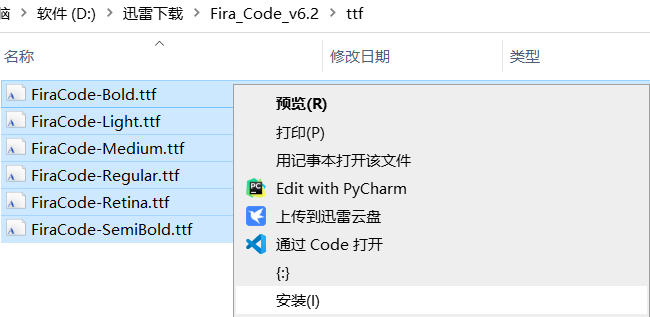 脑 › 软件 (D:) › 迅雷下载 › Fira_Code_v6.2 › ttf
名称 修改日期 类型
FiraCode-Bold.ttf
FiraCode-Light.ttf
FiraCode-Medium.ttf
FiraCode-Regular.ttf
FiraCode-Retina.ttf
FiraCode-SemiBold.ttf
预览(R)
打印(P)
用记事本打开该文件
Edit with PyCharm
上传到迅雷云盘
通过 Code 打开
{:}
安装(I)